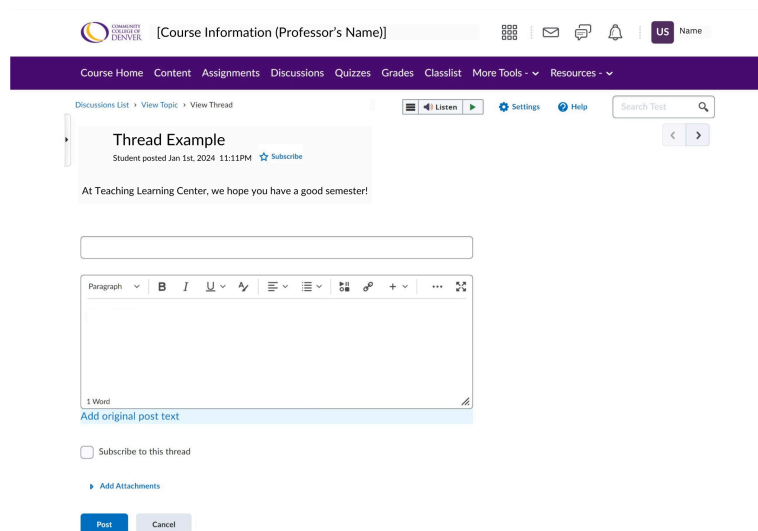 COMMUNITY
COLLEGE OF
DENVER
[Course Information (Professor's Name)]
US Name
Course Home Content Assignments Discussions Quizzes Grades Classlist More Tools - Resources -
Discussions List › View Topic › View Thread
Listen
Settings
Help
Search Test
Thread Example
Student posted Jan 1st, 2024 11:11PM Subscribe
At Teaching Learning Center, we hope you have a good semester!
Paragraph B I U
1 Word
Add original post text
Subscribe to this thread
Add Attachments
Post Cancel